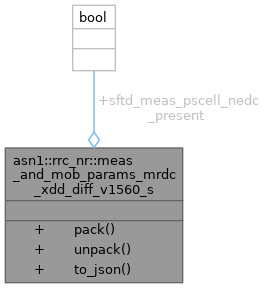 bool
+sftd_meas_pscell_nedc
_present
asn1::rrc_nr::meas
_and_mob_params_mrdc
_xdd_diff_v1560_s
+ pack()
+ unpack()
+ to_json()